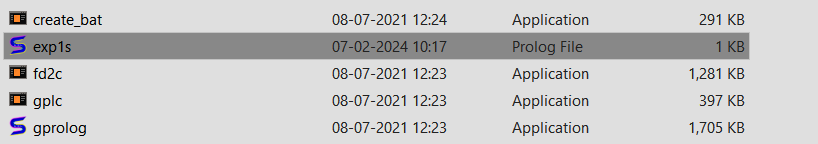 create_bat 08-07-2021 12:24 Application 291 KB
exp1s 07-02-2024 10:17 Prolog File 1 KB
fd2c 08-07-2021 12:23 Application 1,281 KB
gplc 08-07-2021 12:23 Application 397 KB
gprolog 08-07-2021 12:23 Application 1,705 KB